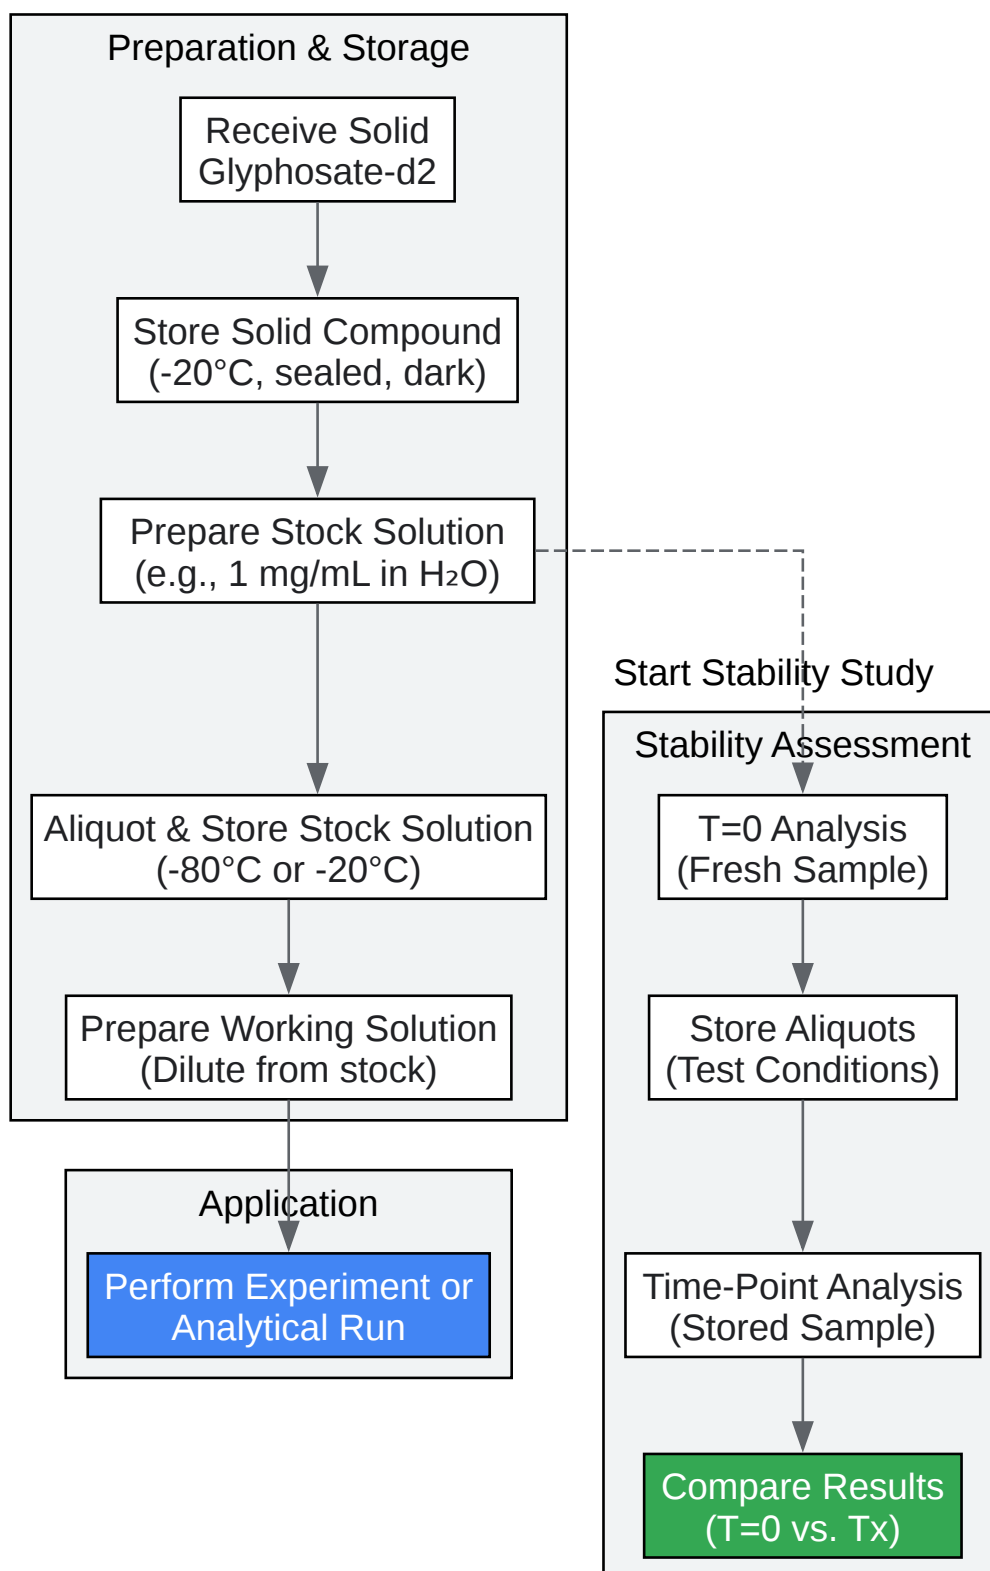 Preparation & Storage
Receive Solid
Glyphosate-d2
Store Solid Compound
(-20°C, sealed, dark)
Prepare Stock Solution
(e.g., 1 mg/mL in H₂O)
Aliquot & Store Stock Solution
(-80°C or -20°C)
Prepare Working Solution
(Dilute from stock)
Application
Perform Experiment or
Analytical Run
Start Stability Study
Stability Assessment
T=0 Analysis
(Fresh Sample)
Store Aliquots
(Test Conditions)
Time-Point Analysis
(Stored Sample)
Compare Results
(T=0 vs. Tx)